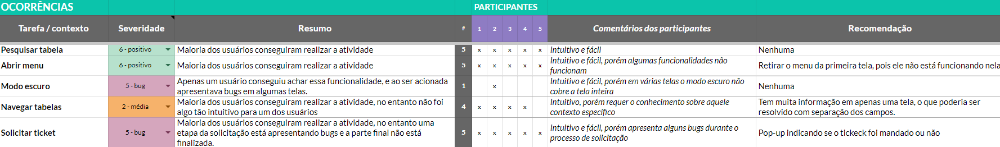 OCORRÊNCIAS PARTICIPANTES
Tarefa / contexto Severidade Resumo # 1 2 3 4 5 Comentários dos participantes Recomendação
Pesquisar tabela 6 - positivo Maioria dos usuários conseguiram realizar a atividade 5 x x x x x Intuitivo e fácil Nenhuma
Abrir menu 6 - positivo Maioria dos usuários conseguiram realizar a atividade 5 x x x x x Intuitivo e fácil, porém algumas funcionalidades não
funcionam Retirar o menu da primeira tela, pois ele não está funcionando nela
Modo escuro 5 - bug Apenas um usuário conseguiu achar essa funcionalidade, e ao ser acionada
apresentava bugs em algumas telas. 1 x Intuitivo e fácil, porém em várias telas o modo escuro não
cobre a tela inteira Nenhuma
Navegar tabelas 2 - média Maioria dos usuários conseguiram realizar a atividade, no entanto não foi
algo tão intuitivo para um dos usuários 4 x x x x Intuitivo, porém requer o conhecimento sobre aquele
contexto específico Tem muita informação em apenas uma tela, o que poderia ser
resolvido com separação dos campos.
Solicitar ticket 5 - bug Maioria dos usuários conseguiram realizar a atividade, no entanto uma
etapa da solicitação está apresentando bugs e a parte final não está
finalizada. 5 x x x x x Intuitivo e fácil, porém apresenta alguns bugs durante o
processo de solicitação Pop-up indicando se o tickeck foi mandado ou não